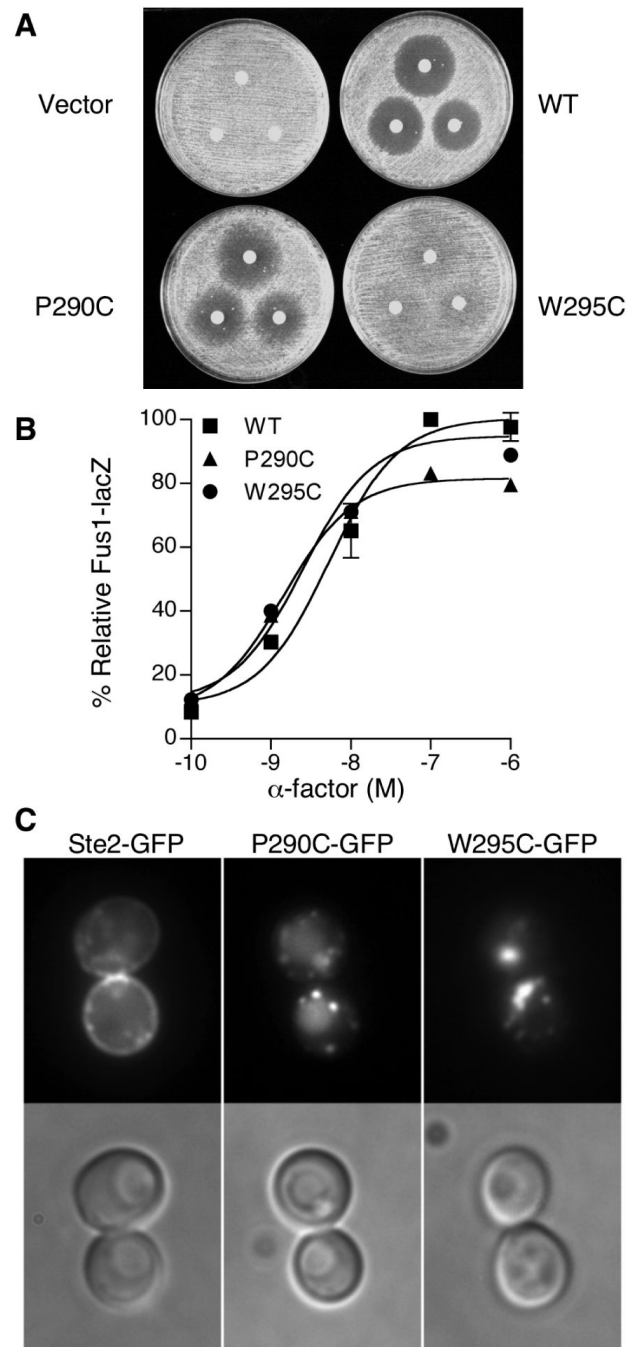 A
Vector
WT
P290C
W295C
B
% Relative Fus1-lacZ
100
80
60
40
20
0
WT
P290C
W295C
-10 -9 -8 -7 -6
α-factor (M)
C
Ste2-GFP P290C-GFP W295C-GFP